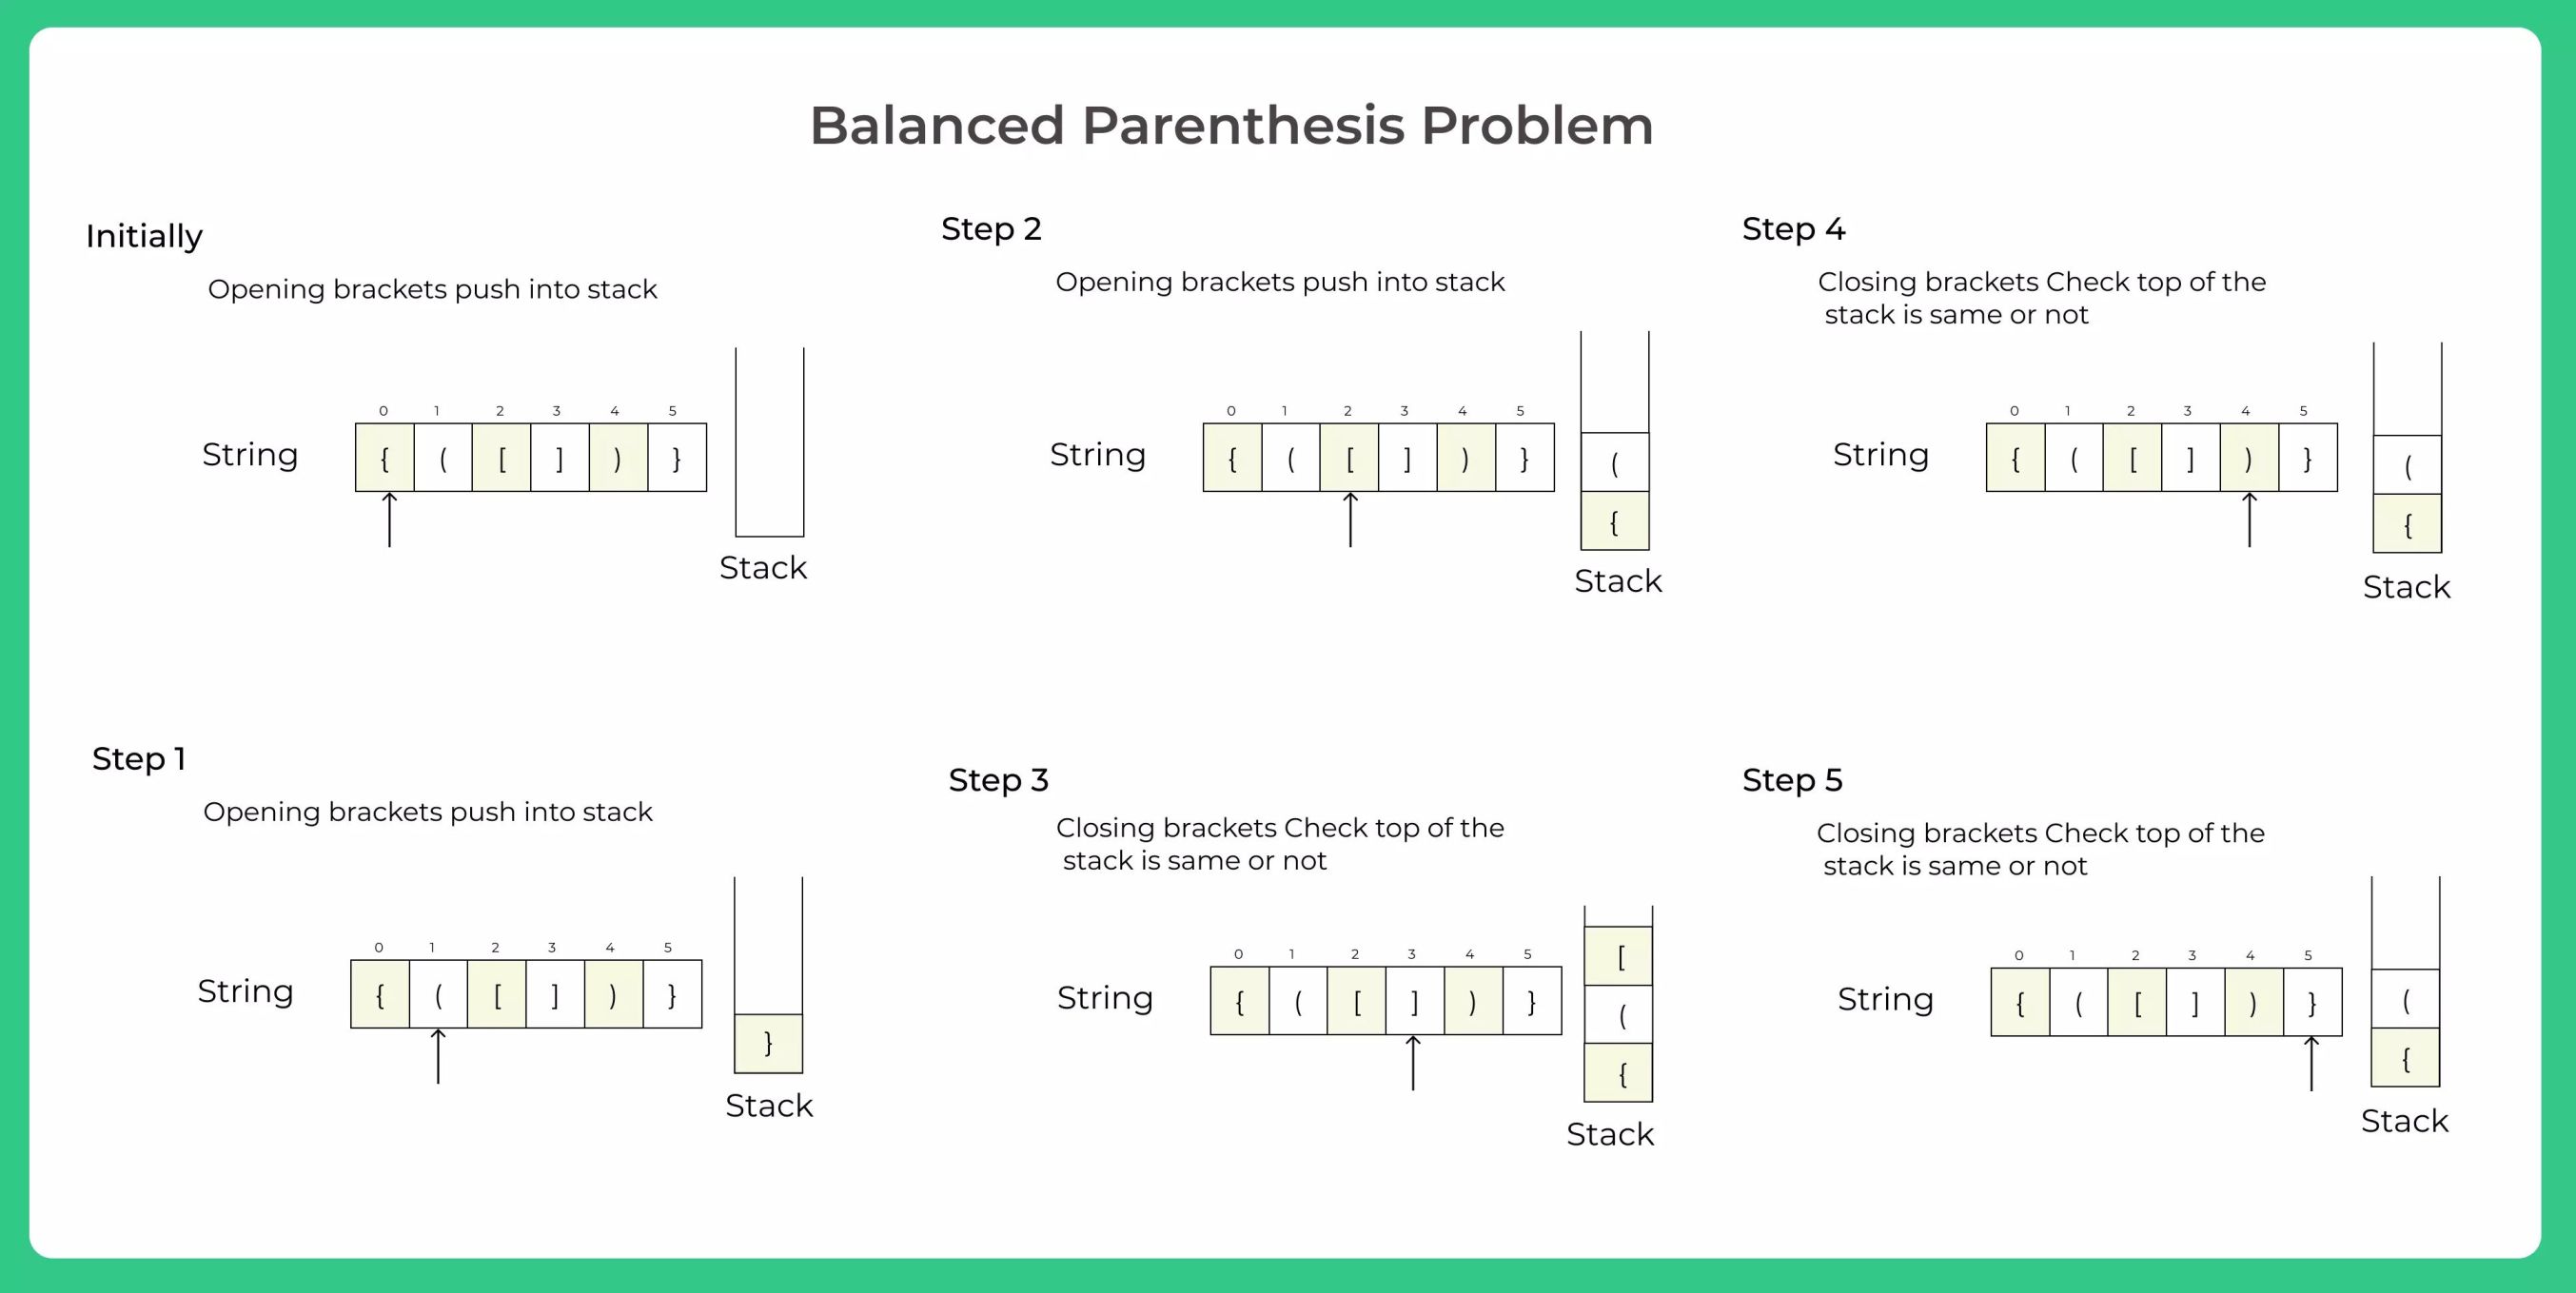 Balanced Parenthesis Problem
Initially
Opening brackets push into stack
0 1 2 3 4 5
String { ( [ ] ) }
Stack
Step 1
Opening brackets push into stack
0 1 2 3 4 5
String { ( [ ] ) }
}
Stack
Step 2
Opening brackets push into stack
0 1 2 3 4 5
String { ( [ ] ) }
(
{
Stack
Step 3
Closing brackets Check top of the
stack is same or not
[
0 1 2 3 4 5
String { ( [ ] ) }
(
{
Stack
Step 4
Closing brackets Check top of the
stack is same or not
0 1 2 3 4 5
String { ( [ ] ) }
(
{
Stack
Step 5
Closing brackets Check top of the
stack is same or not
0 1 2 3 4 5
String { ( [ ] ) }
(
{
Stack